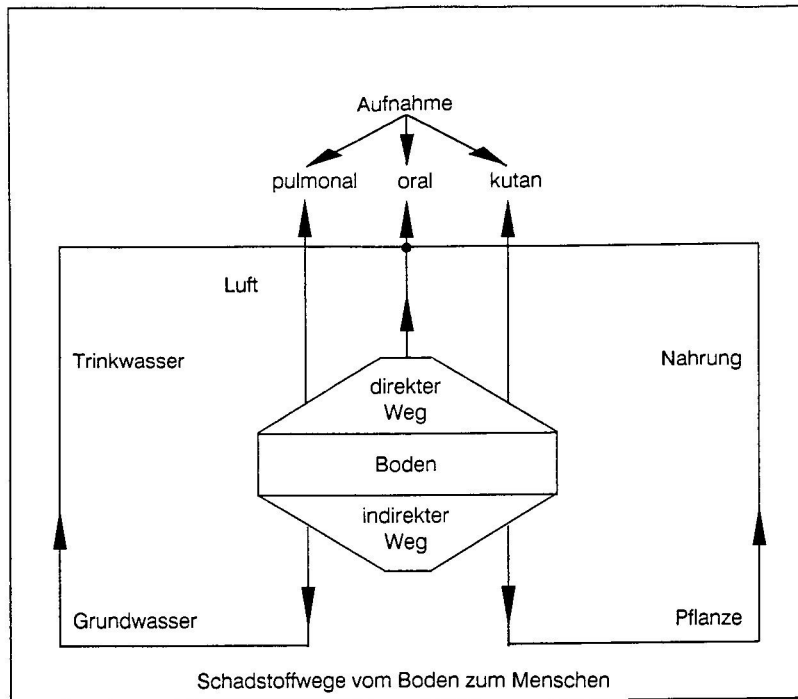 Aufnahme
pulmonal oral kutan
Luft
Trinkwasser
Nahrung
direkter
Weg
Boden
indirekter
Weg
Grundwasser
Pflanze
Schadstoffwege vom Boden zum Menschen